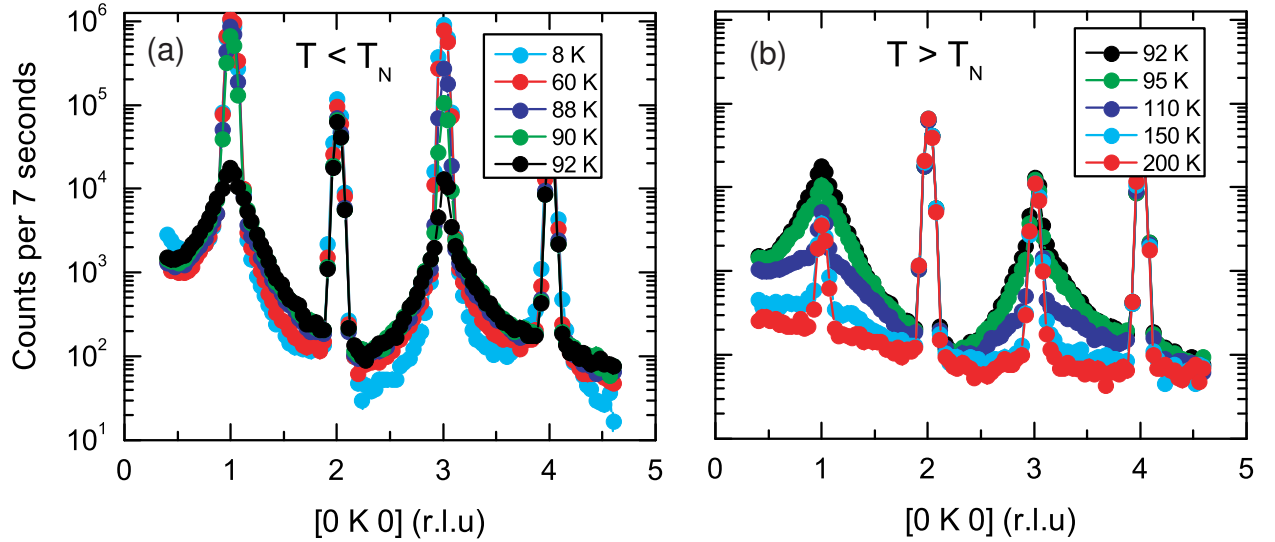 (a)
T < T_N
8 K
60 K
88 K
90 K
92 K
10^6
10^5
10^4
10^3
10^2
10^1
Counts per 7 seconds
0 1 2 3 4 5
[0 K 0] (r.l.u)
(b)
T > T_N
92 K
95 K
110 K
150 K
200 K
0 1 2 3 4 5
[0 K 0] (r.l.u)